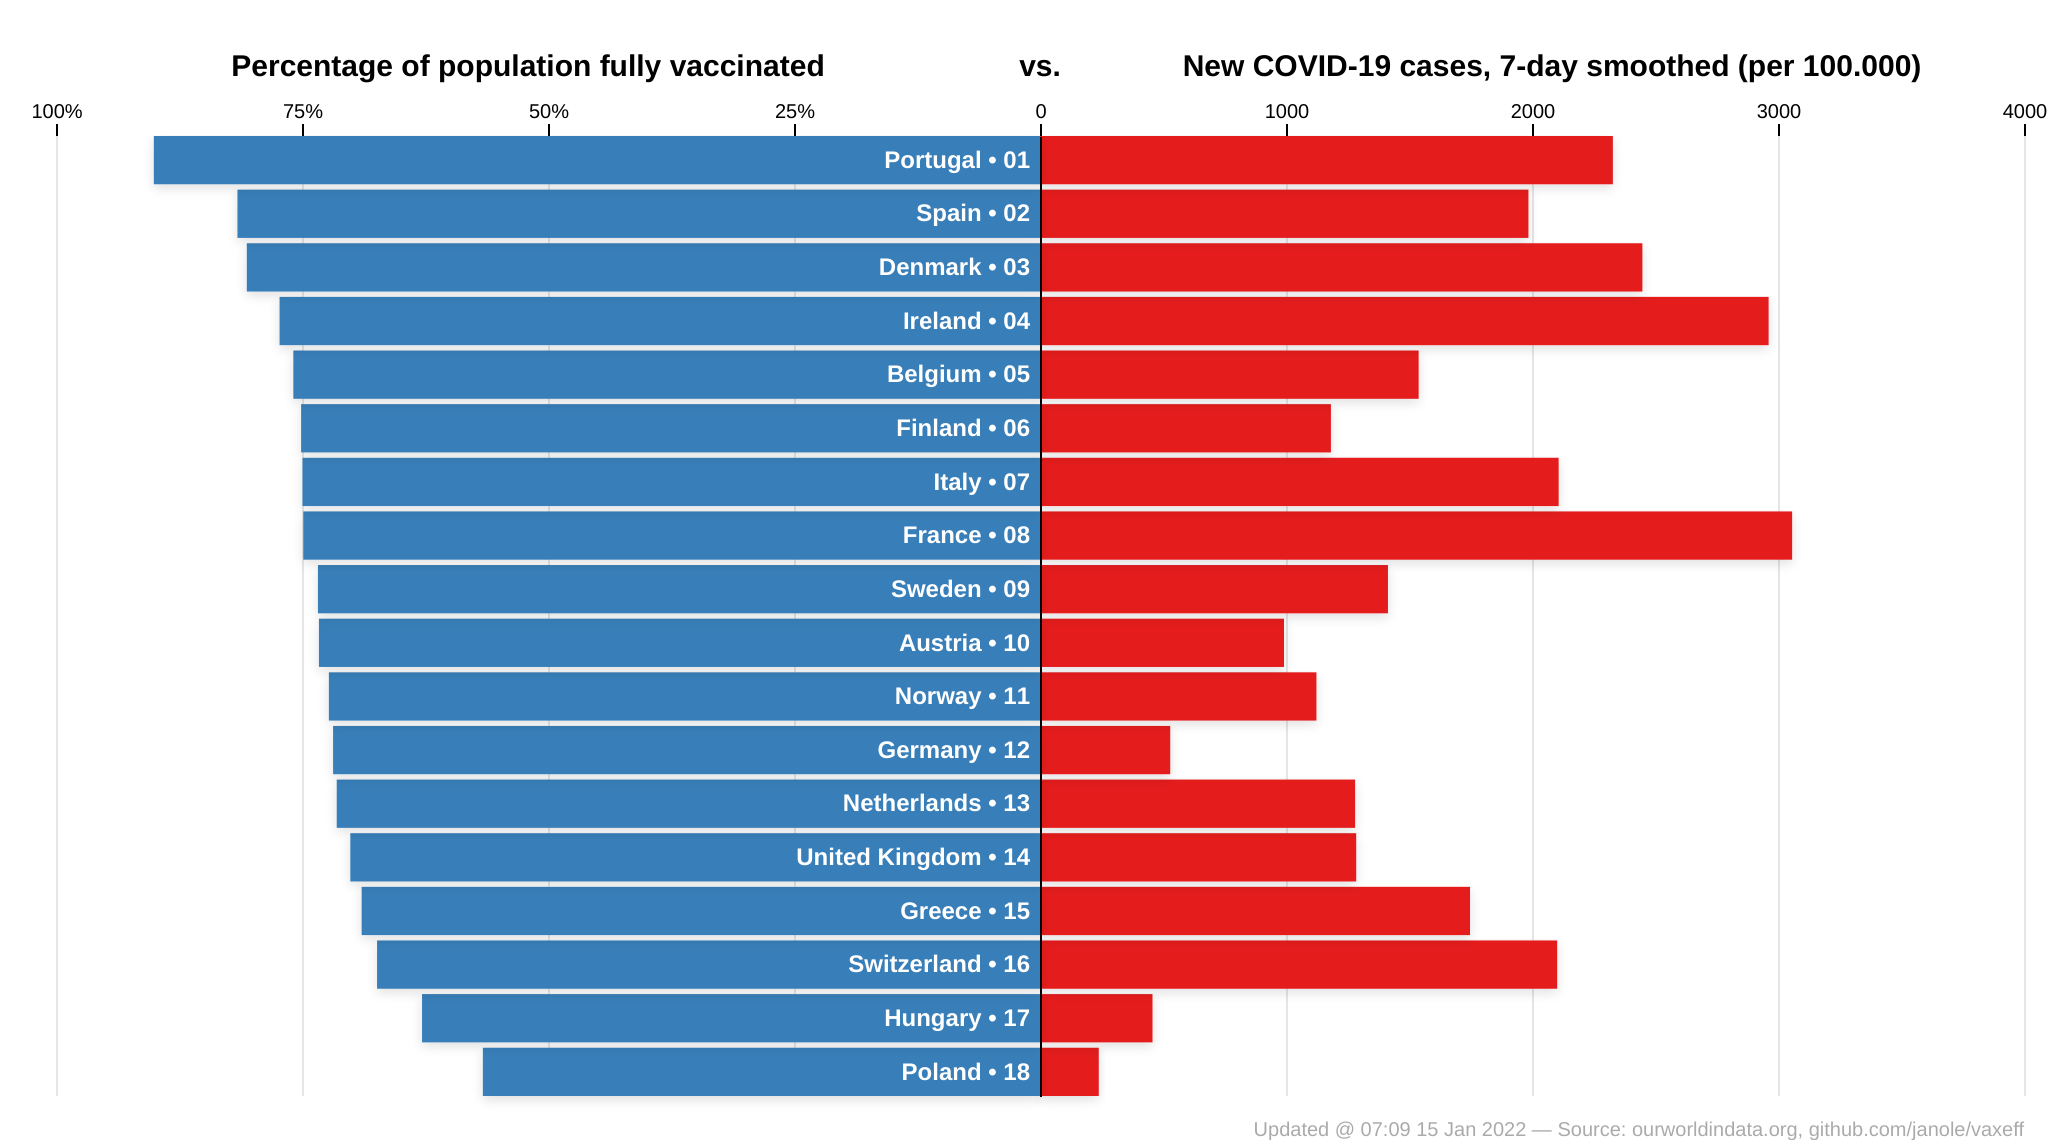 Percentage of population fully vaccinated vs. New COVID-19 cases, 7-day smoothed (per 100.000)
100% 75% 50% 25% 0 1000 2000 3000 4000
Portugal • 01
Spain • 02
Denmark • 03
Ireland • 04
Belgium • 05
Finland • 06
Italy • 07
France • 08
Sweden • 09
Austria • 10
Norway • 11
Germany • 12
Netherlands • 13
United Kingdom • 14
Greece • 15
Switzerland • 16
Hungary • 17
Poland • 18
Updated @ 07:09 15 Jan 2022 — Source: ourworldindata.org, github.com/janole/vaxeff